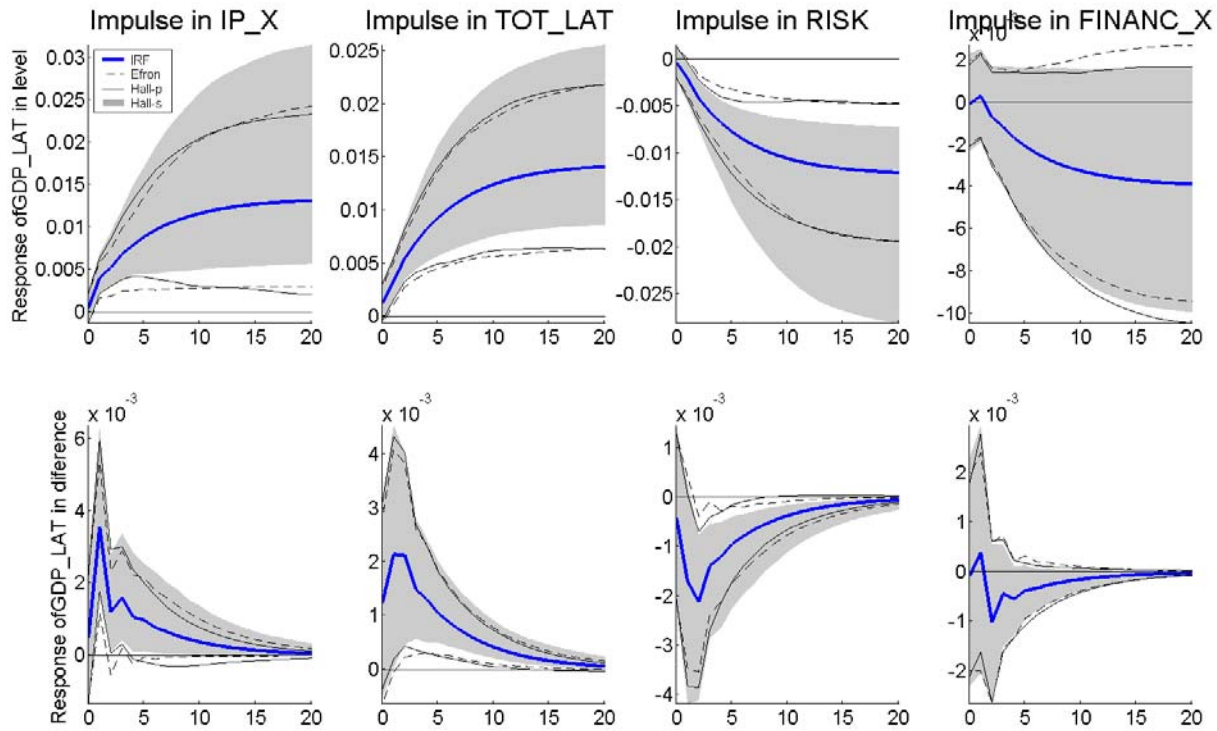 Impulse in IP_X
Impulse in TOT_LAT
Impulse in RISK
Impulse in FINANC_X
Response ofGDP_LAT in level
0.03
0.025
0.02
0.015
0.01
0.005
0
IRF
Efron
Hall-p
Hall-s
0 5 10 15 20
0.025
0.02
0.015
0.01
0.005
0
0 5 10 15 20
0
-0.005
-0.01
-0.015
-0.02
-0.025
0 5 10 15 20
x 10
2
0
-2
-4
-6
-8
-10
0 5 10 15 20
Response ofGDP_LAT in diference
x 10 -3
6
4
2
0
0 5 10 15 20
x 10 -3
4
3
2
1
0
0 5 10 15 20
x 10 -3
1
0
-1
-2
-3
-4
0 5 10 15 20
x 10 -3
2
1
0
-1
-2
0 5 10 15 20